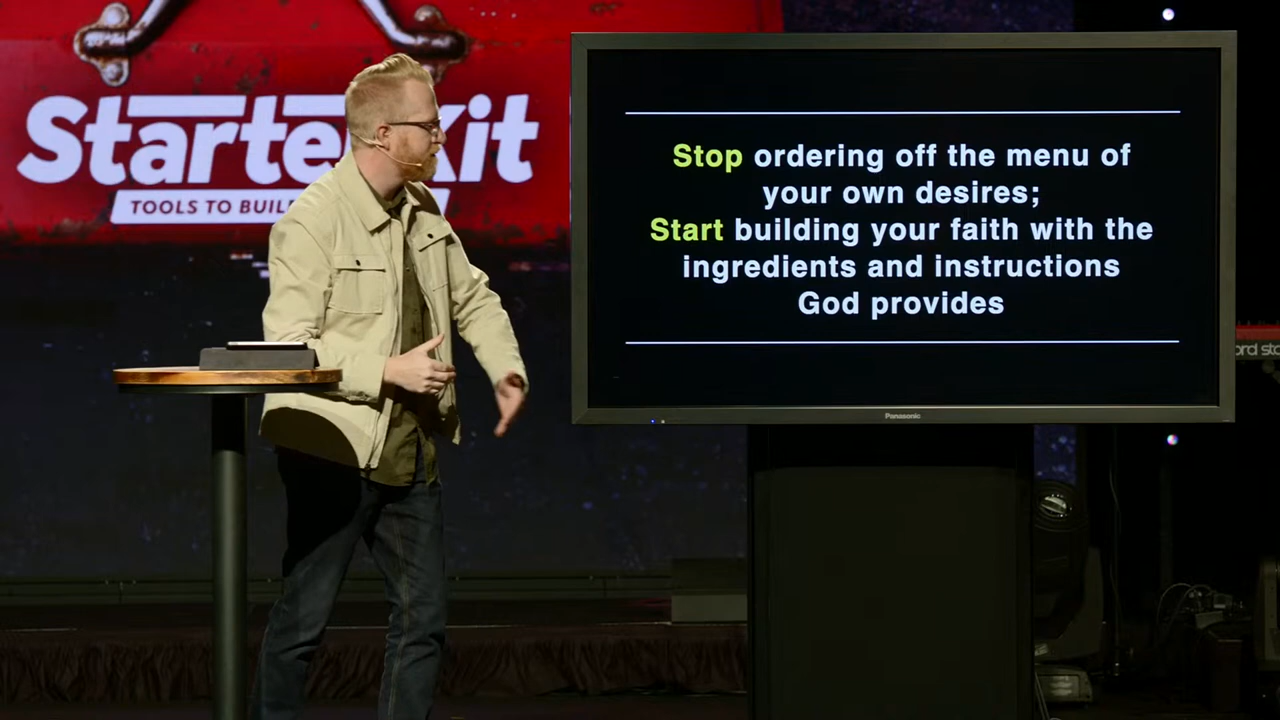 Starte Kit
TOOLS TO BUIL
Stop ordering off the menu of
your own desires;
Start building your faith with the
ingredients and instructions
God provides
Panasonic